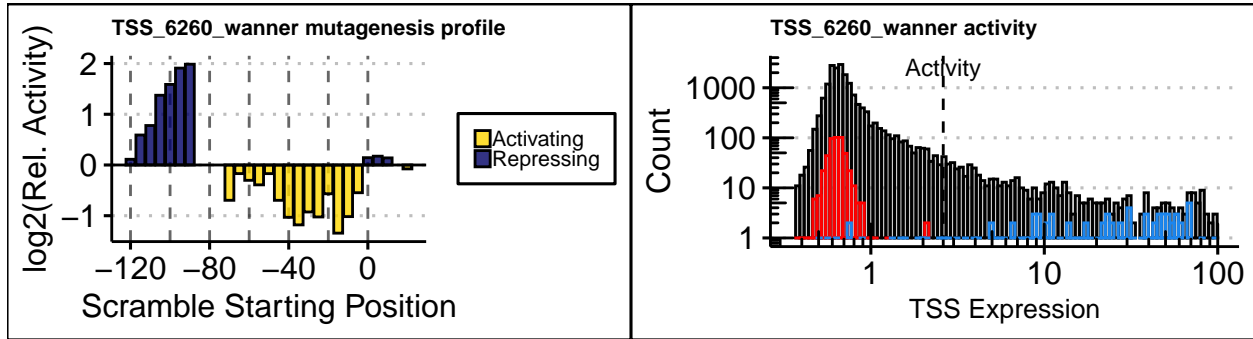 TSS_6260_wanner mutagenesis profile
log2(Rel. Activity)
2
1
0
−1
−120
−80
−40
0
Scramble Starting Position
Activating
Repressing
TSS_6260_wanner activity
Activity
Count
1000
100
10
1
1
10
100
TSS Expression